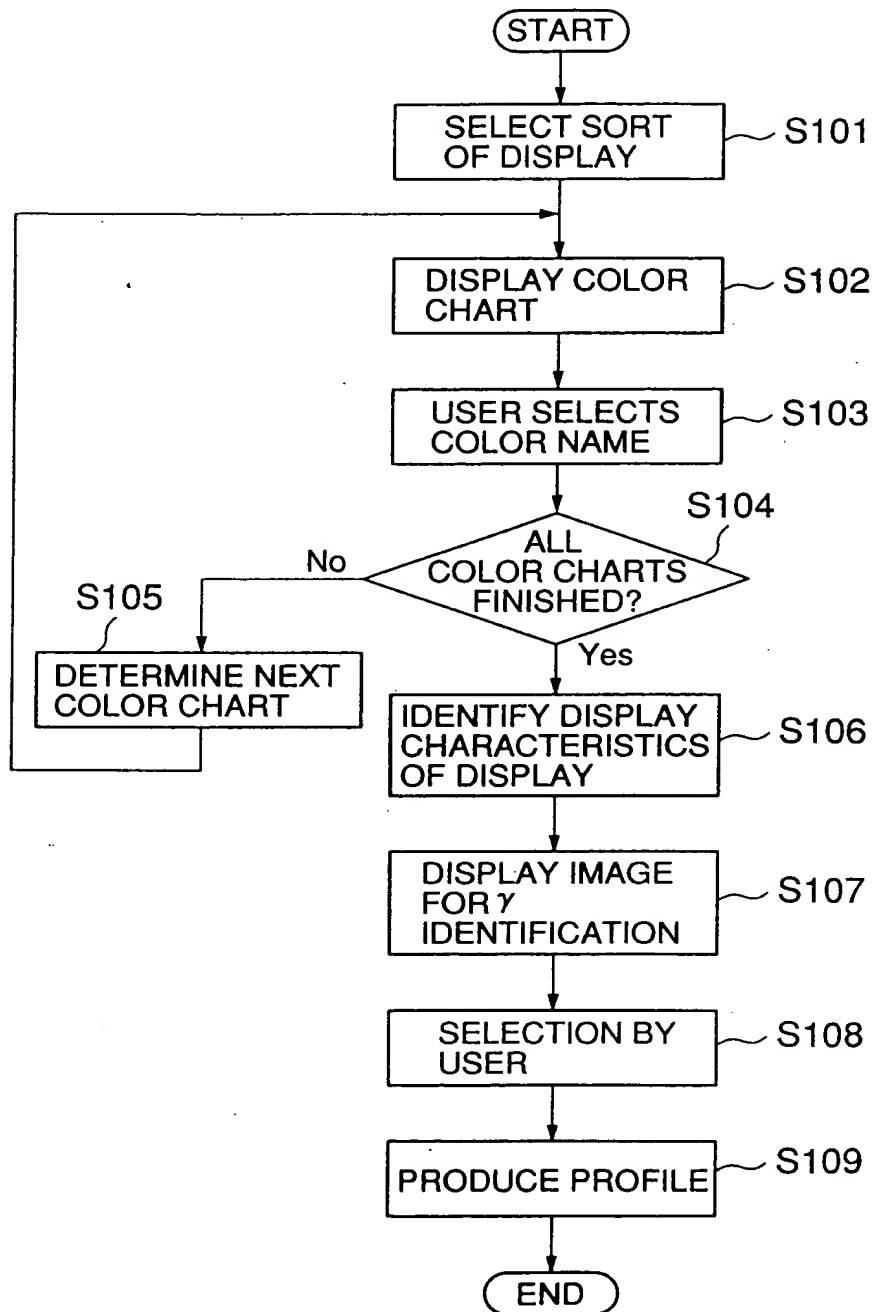 START
SELECT SORT
OF DISPLAY
S101
DISPLAY COLOR
CHART
S102
USER SELECTS
COLOR NAME
S103
S104
ALL
COLOR CHARTS
FINISHED?
No
Yes
S105
DETERMINE NEXT
COLOR CHART
IDENTIFY DISPLAY
CHARACTERISTICS
OF DISPLAY
S106
DISPLAY IMAGE
FOR γ
IDENTIFICATION
S107
SELECTION BY
USER
S108
PRODUCE PROFILE
S109
END